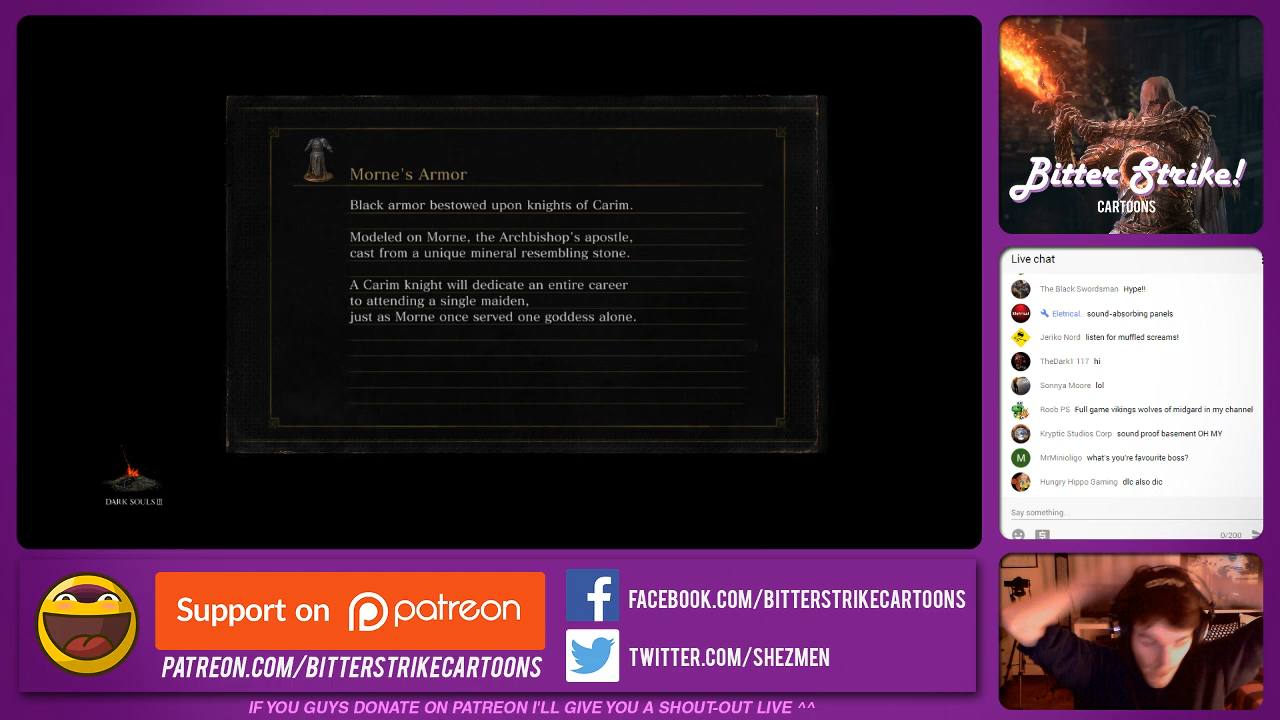 Morne's Armor
Black armor bestowed upon knights of Carim.
Modeled on Morne, the Archbishop's apostle,
cast from a unique mineral resembling stone.
A Carim knight will dedicate an entire career
to attending a single maiden,
just as Morne once served one goddess alone.
DARK SOULS III
Bitter Strike!
CARTOONS
Live chat
The Black Swordsman Hype!!
Eletrical. sound-absorbing panels
Jeriko Nord listen for muffled screams!
TheDark1 117 hi
Sonnya Moore lol
Roob PS Full game vikings wolves of midgard in my channel
Kryptic Studios Corp sound proof basement OH MY
M MrMinioligo what's you're favourite boss?
Hungry Hippo Gaming dlc also dic
Say something...
0/200
Support on patreon
PATREON.COM/BITTERSTRIKECARTOONS
FACEBOOK.COM/BITTERSTRIKECARTOONS
TWITTER.COM/SHEZMEN
IF YOU GUYS DONATE ON PATREON I'LL GIVE YOU A SHOUT-OUT LIVE ^^